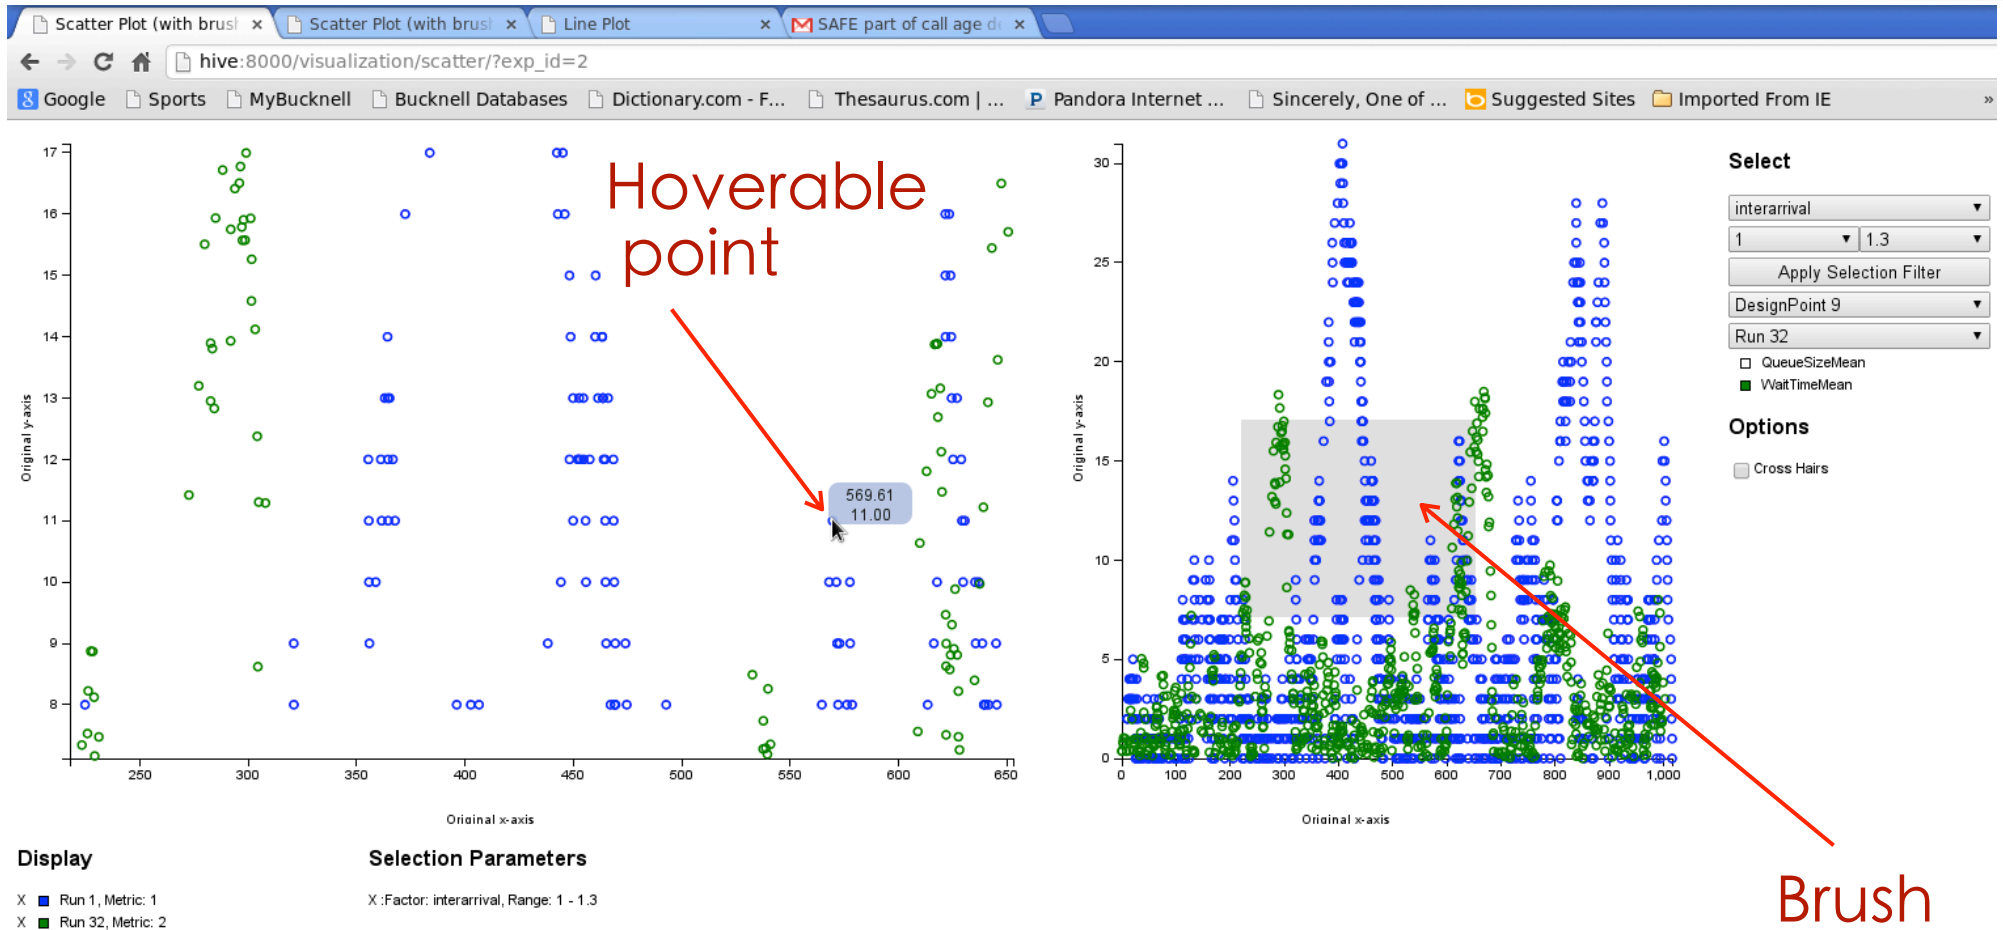 Scatter Plot (with brus ×
Scatter Plot (with brus ×
Line Plot ×
SAFE part of call age d ×
hive:8000/visualization/scatter/?exp_id=2
Google Sports MyBucknell Bucknell Databases Dictionary.com - F... Thesaurus.com | ... Pandora Internet ... Sincerely, One of ... Suggested Sites Imported From IE »
Hoverable
point
17
16
15
14
13
12
11
10
9
8
Original y-axis
569.61
11.00
250 300 350 400 450 500 550 600 650
Original x-axis
30
25
20
15
10
5
0
Original y-axis
0 100 200 300 400 500 600 700 800 900 1,000
Original x-axis
Select
interarrival
1 1.3
Apply Selection Filter
DesignPoint 9
Run 32
QueueSizeMean
WaitTimeMean
Options
Cross Hairs
Brush
Display
X Run 1, Metric: 1
X Run 32, Metric: 2
Selection Parameters
X :Factor: interarrival, Range: 1 - 1.3